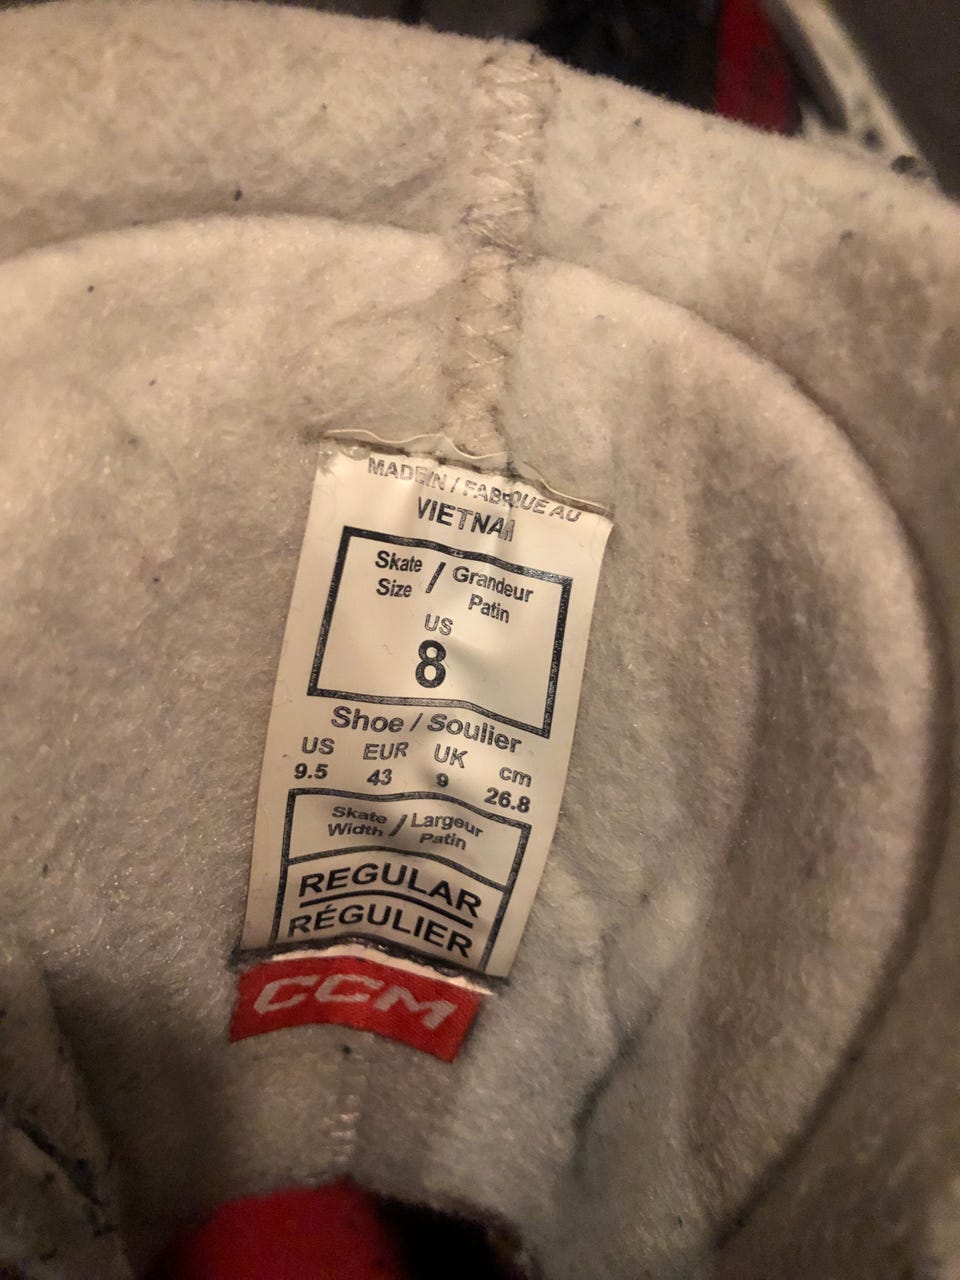 MADE IN / FABRIQUE AU
VIETNAM
Skate Size / Grandeur Patin
US
8
Shoe / Soulier
US EUR UK cm
9.5 43 9 26.8
Skate Width / Largeur Patin
REGULAR
RÉGULIER
CCM